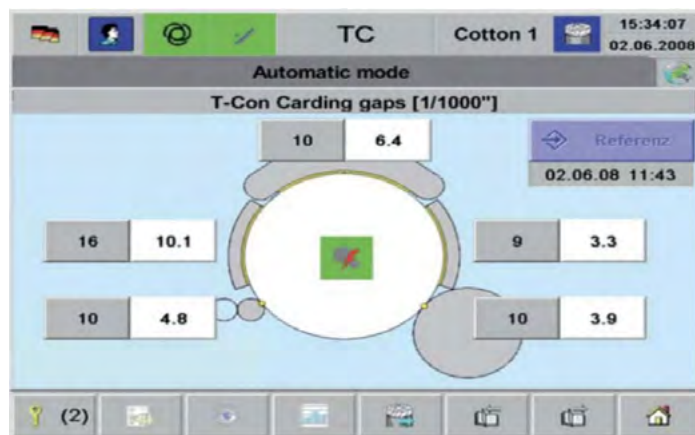 TC
Cotton 1
15:34:07
02.06.2008
Automatic mode
T-Con Carding gaps [1/1000"]
10 6.4
Referenz
02.06.08 11:43
16 10.1
9 3.3
10 4.8
10 3.9
(2)